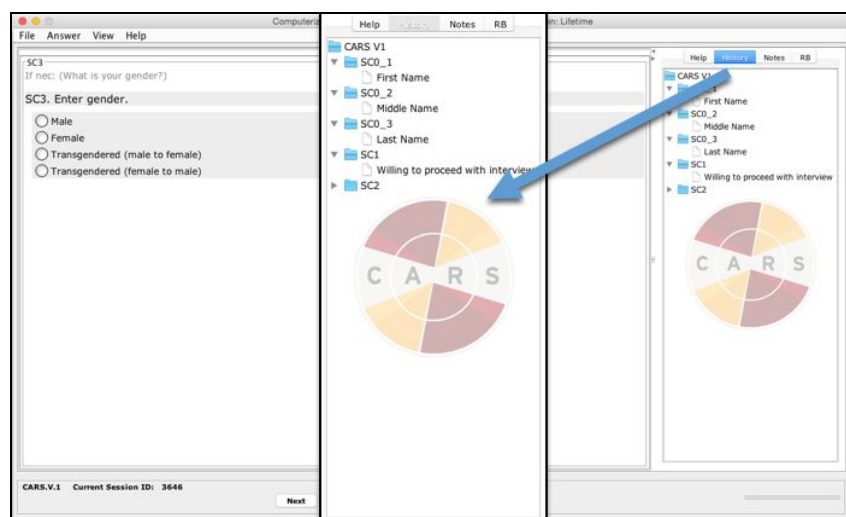 Computeriz
n: Lifetime
File Answer View Help
SC3
If nec: (What is your gender?)
SC3. Enter gender.
Male
Female
Transgendered (male to female)
Transgendered (female to male)
Help History Notes RB
CARS V1
SC0_1
First Name
SC0_2
Middle Name
SC0_3
Last Name
SC1
Willing to proceed with interview
SC2
C A R S
Help History Notes RB
CARS V1
First Name
SC0_2
Middle Name
SC0_3
Last Name
SC1
Willing to proceed with interview
SC2
C A R S
CARS.V.1 Current Session ID: 3646
Next